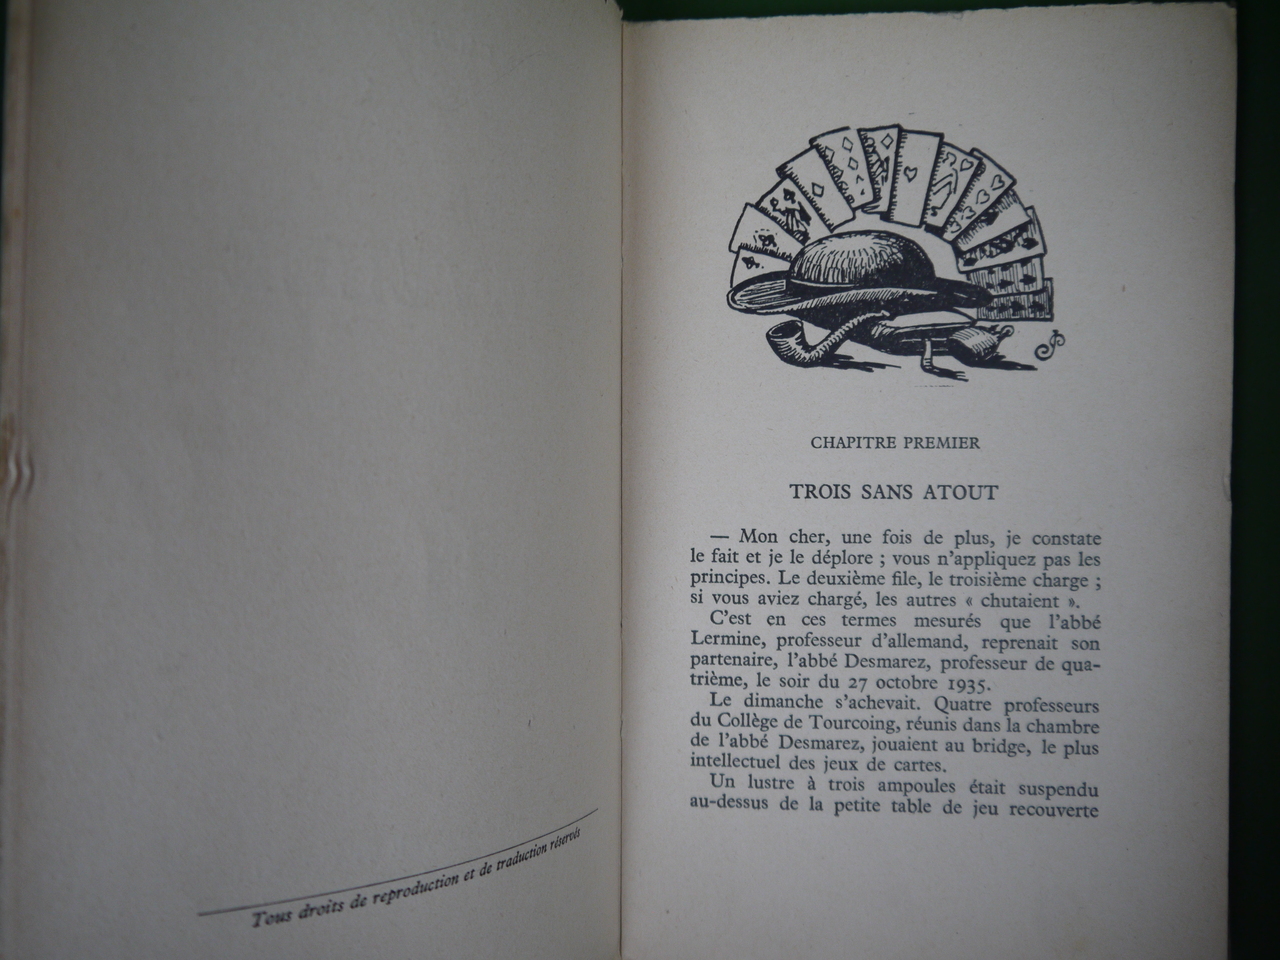 Tous droits de reproduction et de traduction réservés
CHAPITRE PREMIER
TROIS SANS ATOUT
— Mon cher, une fois de plus, je constate
le fait et je le déplore ; vous n'appliquez pas les
principes. Le deuxième file, le troisième charge ;
si vous aviez chargé, les autres « chutaient ».
C'est en ces termes mesurés que l'abbé
Lermine, professeur d'allemand, reprenait son
partenaire, l'abbé Desmarez, professeur de qua-
trième, le soir du 27 octobre 1935.
Le dimanche s'achevait. Quatre professeurs
du Collège de Tourcoing, réunis dans la chambre
de l'abbé Desmarez, jouaient au bridge, le plus
intellectuel des jeux de cartes.
Un lustre à trois ampoules était suspendu
au-dessus de la petite table de jeu recouverte